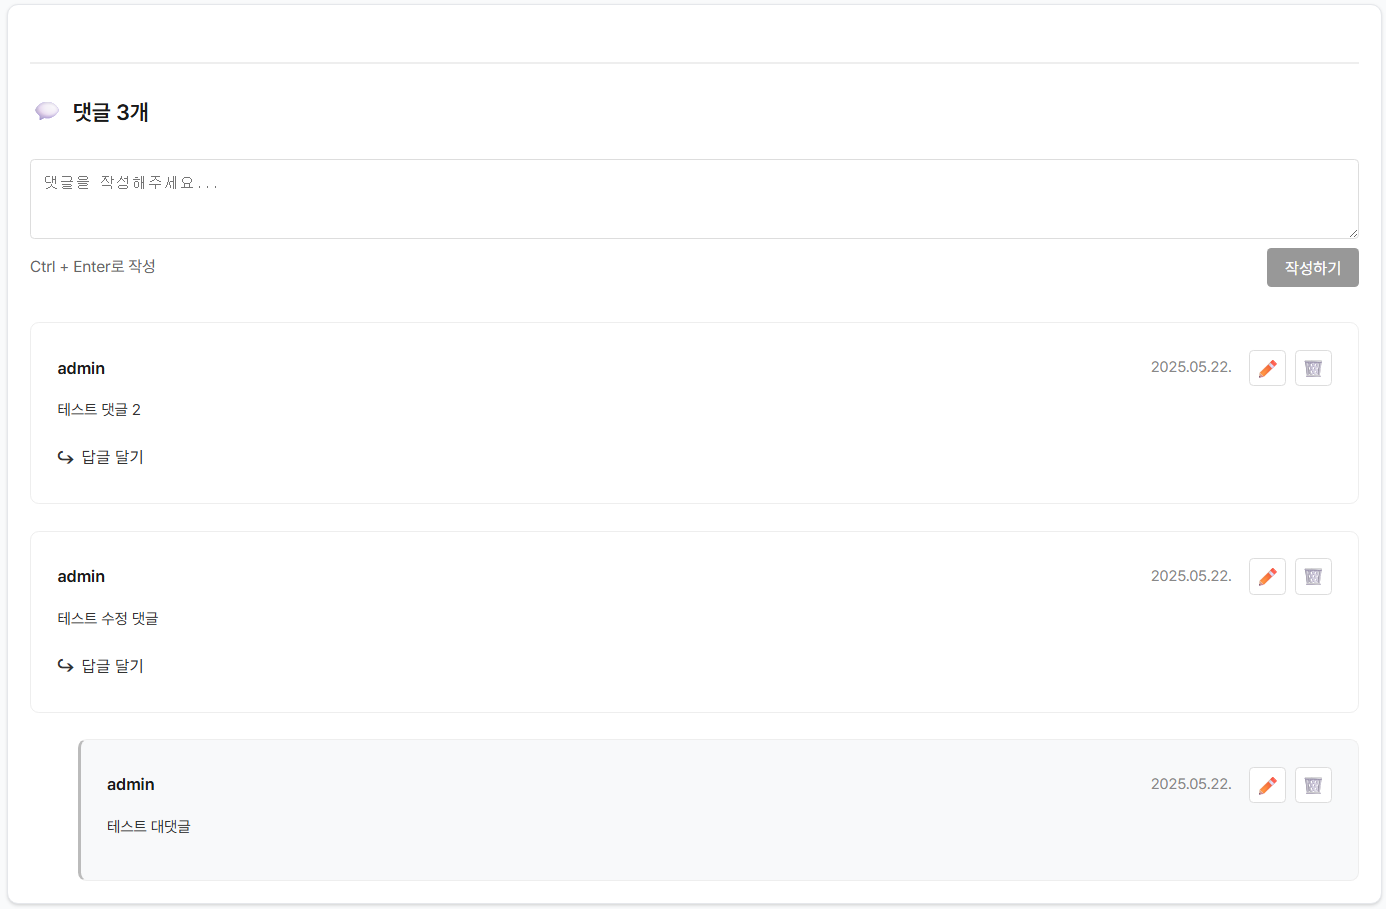 댓글 3개
댓글을 작성해주세요...
Ctrl + Enter로 작성
작성하기
admin
2025.05.22.
테스트 댓글 2
답글 달기
admin
2025.05.22.
테스트 수정 댓글
답글 달기
admin
2025.05.22.
테스트 대댓글